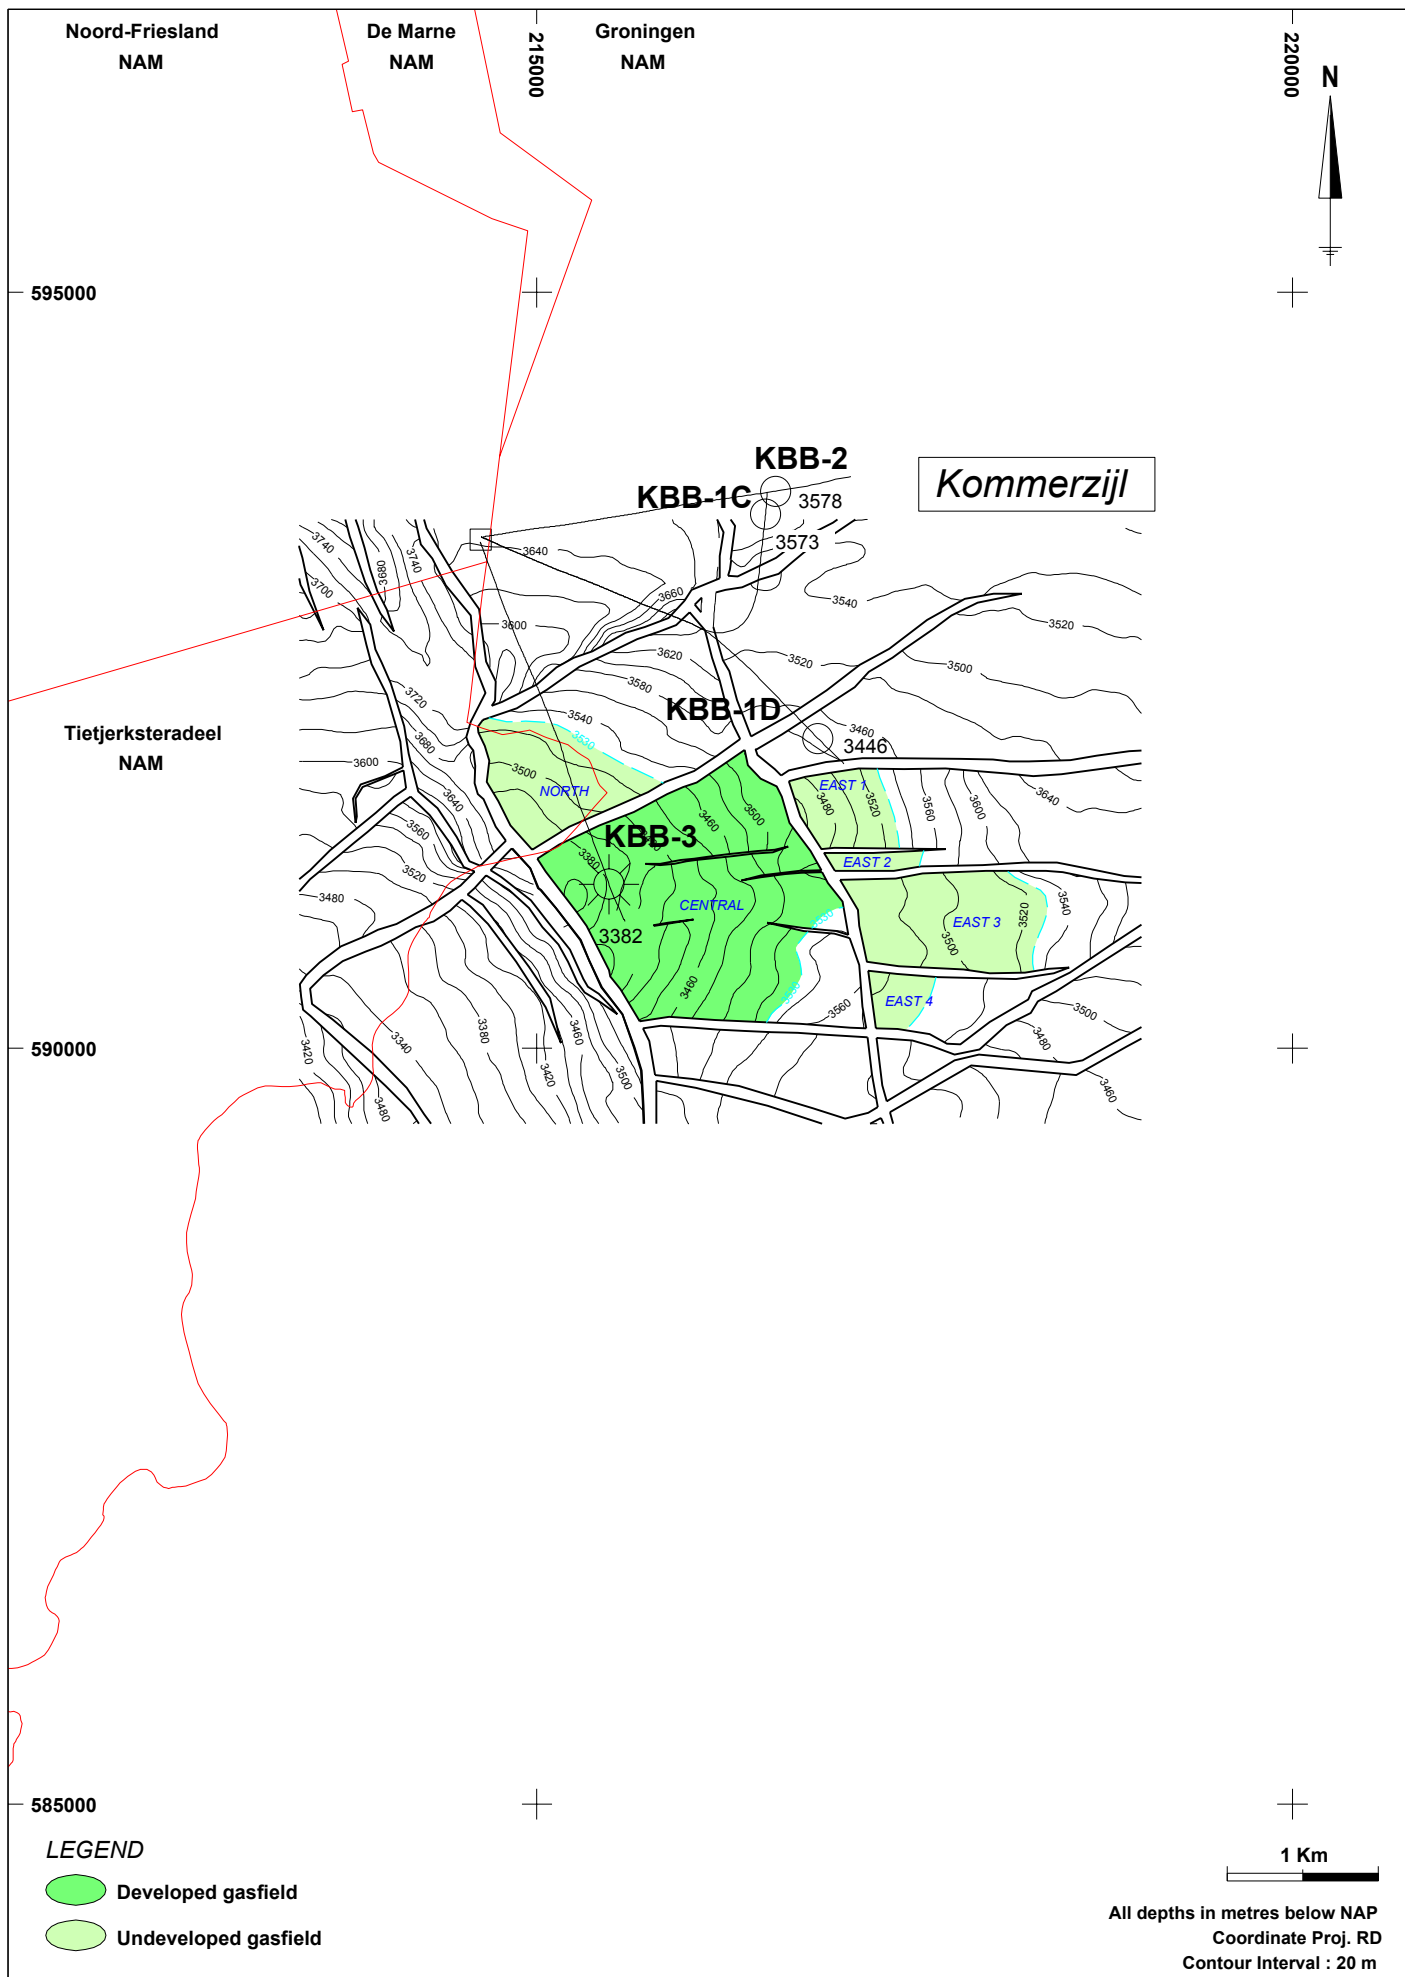 Noord-Friesland
NAM
De Marne
NAM
Groningen
NAM
215000
220000
N
595000
KBB-2
KBB-1C
3578
3573
Kommerzijl
3740
3740
3680
3700
3640
3660
3600
3540
3520
3620
3520
3500
3580
3720
3540
3530
KBB-1D
3460
3446
Tietjerksteradeel
NAM
3680
3600
3500
NORTH
EAST 1
3600
3640
3640
3460
3500
3480
3520
3560
3560
KBB-3
3380
EAST 2
3520
3480
CENTRAL
3530
EAST 3
3520
3540
3382
3500
3460
3530
EAST 4
3560
3500
3480
590000
3420
3340
3380
3460
3420
3500
3480
3460
585000
LEGEND
Developed gasfield
Undeveloped gasfield
1 Km
All depths in metres below NAP
Coordinate Proj. RD
Contour Interval : 20 m